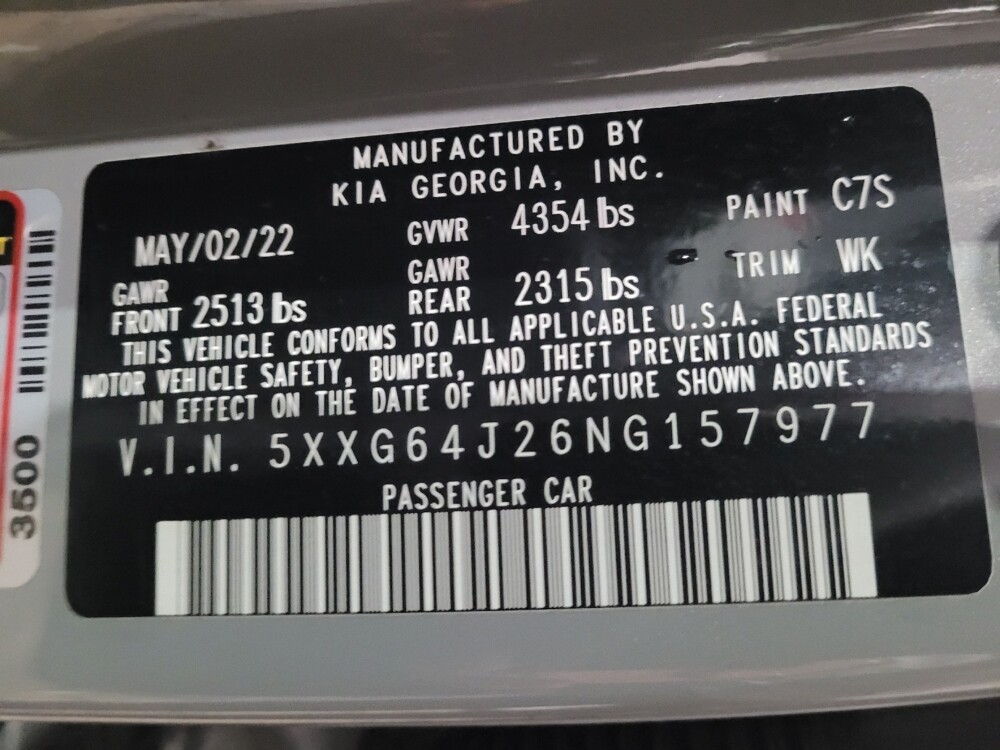 MANUFACTURED BY
KIA GEORGIA, INC.
MAY/02/22 GVWR 4354 lbs PAINT C7S
GAWR FRONT 2513 lbs GAWR REAR 2315 lbs TRIM WK
THIS VEHICLE CONFORMS TO ALL APPLICABLE U.S.A. FEDERAL
MOTOR VEHICLE SAFETY, BUMPER, AND THEFT PREVENTION STANDARDS
IN EFFECT ON THE DATE OF MANUFACTURE SHOWN ABOVE.
V.I.N. 5XXG64J26NG157977
PASSENGER CAR
3500